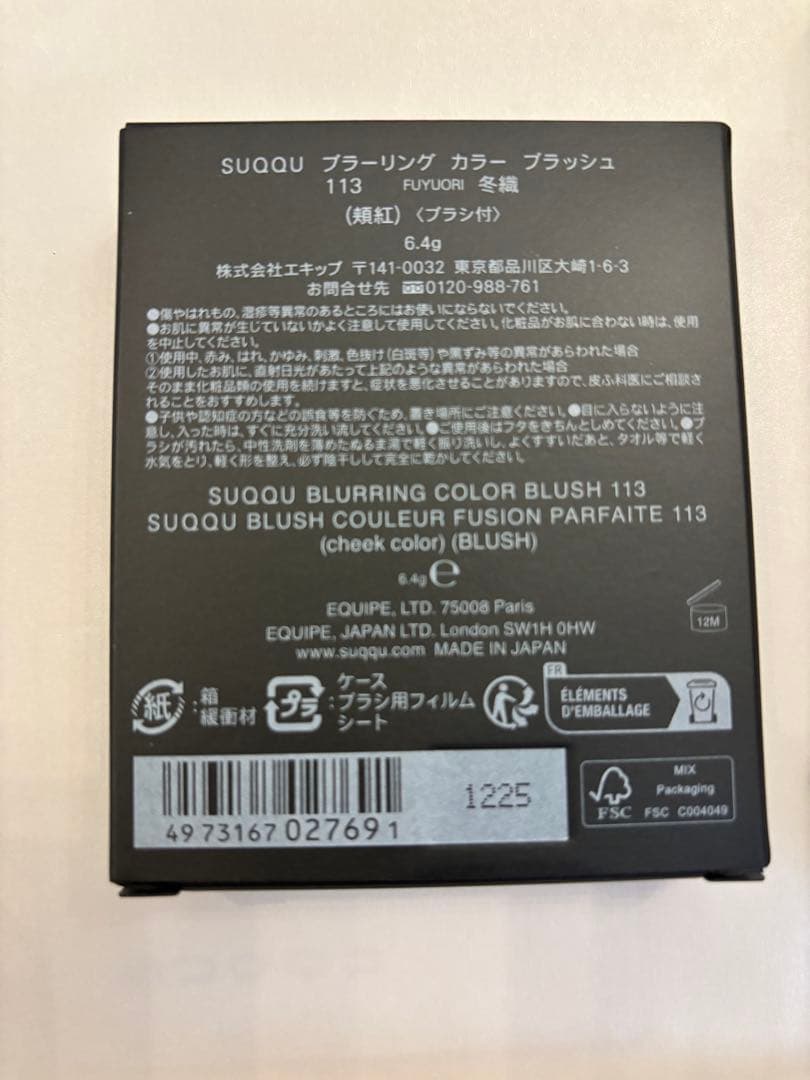 SUQQU ブラーリング カラー ブラッシュ
113 FUYUORI 冬織
(頬紅)〈ブラシ付〉
6.4g
株式会社エキップ 〒141-0032 東京都品川区大崎1-6-3
お問合せ先 0120-988-761
●傷やはれもの、湿疹等異常のあるところにはお使いにならないでください。
●お肌に異常が生じていないかよく注意して使用してください。化粧品がお肌に合わない時は、使用
を中止してください。
①使用中、赤み、はれ、かゆみ、刺激、色抜け(白斑等)や黒ずみ等の異常があらわれた場合
②使用したお肌に、直射日光があたって上記のような異常があらわれた場合
そのまま化粧品類の使用を続けますと、症状を悪化させることがありますので、皮ふ科医にご相談さ
れることをおすすめします。
●子供や認知症の方などの誤食等を防ぐため、置き場所にご注意ください。●目に入らないように注
意し、入った時は、すぐに充分洗い流してください。●ご使用後はフタをきちんとしめてください。●ブ
ラシが汚れたら、中性洗剤を薄めたぬるま湯で軽く振り洗いし、よくすすいだあと、タオル等で軽く
水気をとり、軽く形を整え、必ず陰干しして完全に乾かしてください。
SUQQU BLURRING COLOR BLUSH 113
SUQQU BLUSH COULEUR FUSION PARFAITE 113
(cheek color) (BLUSH)
6.4g e
EQUIPE, LTD. 75008 Paris
EQUIPE, JAPAN LTD. London SW1H 0HW
www.suqqu.com MADE IN JAPAN
12M
紙 : 箱
緩衝材
プラ : ケース
ブラシ用フィルム
シート
FR
ÉLÉMENTS
D'EMBALLAGE
4 973167 027691
1225
FSC
MIX
Packaging
FSC C004049